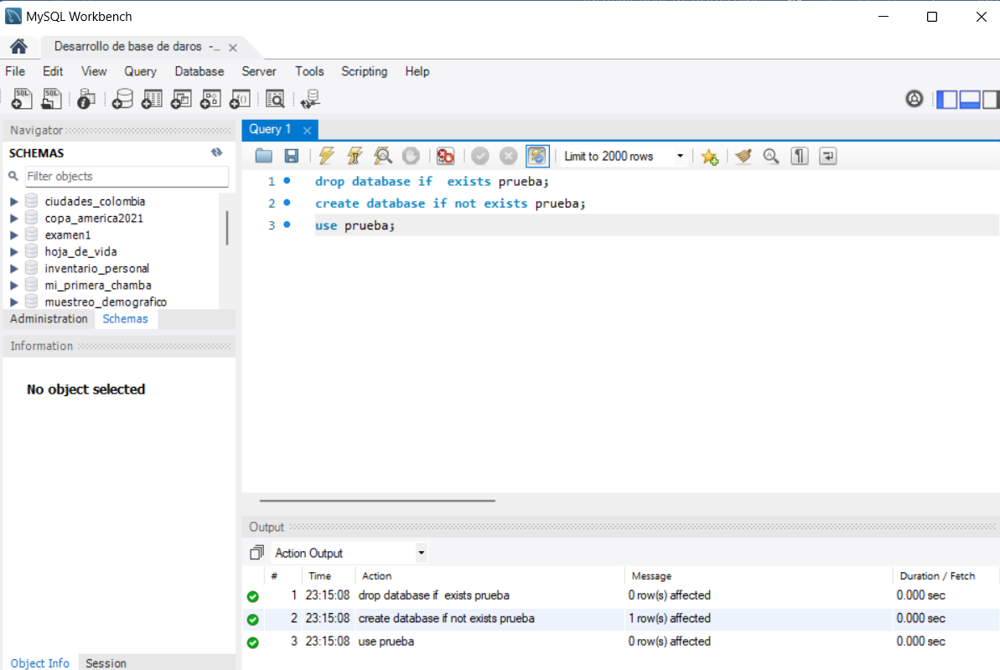 MySQL Workbench
Desarrollo de base de daros -...
File Edit View Query Database Server Tools Scripting Help
SQL SQL
Navigator
SCHEMAS
Filter objects
ciudades_colombia
copa_america2021
examen1
hoja_de_vida
inventario_personal
mi_primera_chamba
muestreo_demografico
Administration Schemas
Information
No object selected
Object Info Session
Query 1
Limit to 2000 rows
1 drop database if  exists prueba;
2 create database if not exists prueba;
3 use prueba;
Output
Action Output
# Time Action Message Duration / Fetch
1 23:15:08 drop database if  exists prueba 0 row(s) affected 0.000 sec
2 23:15:08 create database if not exists prueba 1 row(s) affected 0.000 sec
3 23:15:08 use prueba 0 row(s) affected 0.000 sec